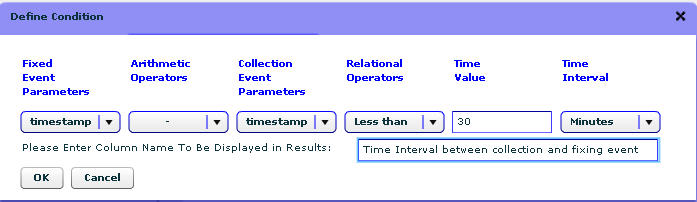 Define Condition
Fixed Event Parameters
Arithmetic Operators
Collection Event Parameters
Relational Operators
Time Value
Time Interval
timestamp - timestamp Less than 30 Minutes
Please Enter Column Name To Be Displayed in Results: Time Interval between collection and fixing event
OK Cancel